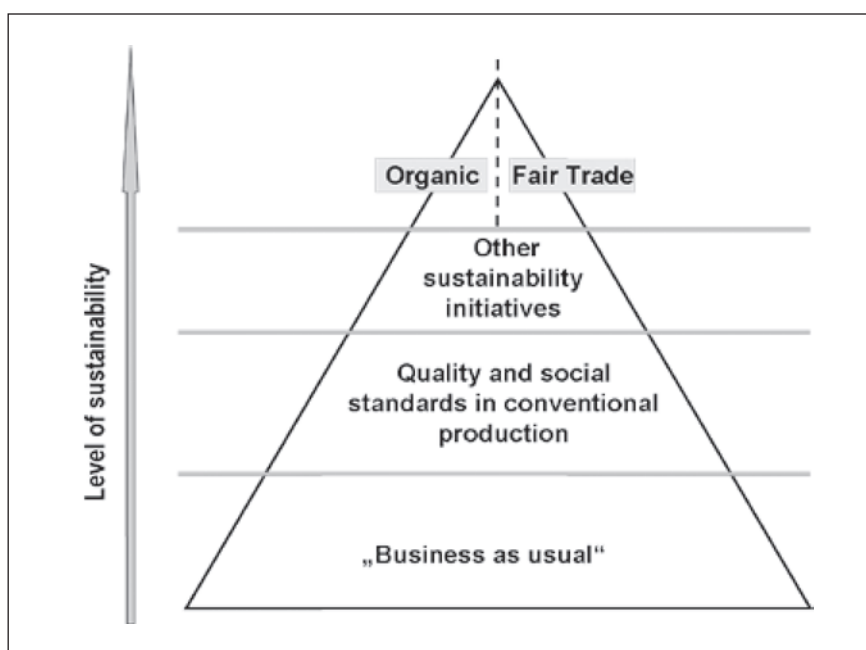 Organic
Fair Trade
Other
sustainability
initiatives
Quality and social
standards in conventional
production
„Business as usual“
Level of sustainability